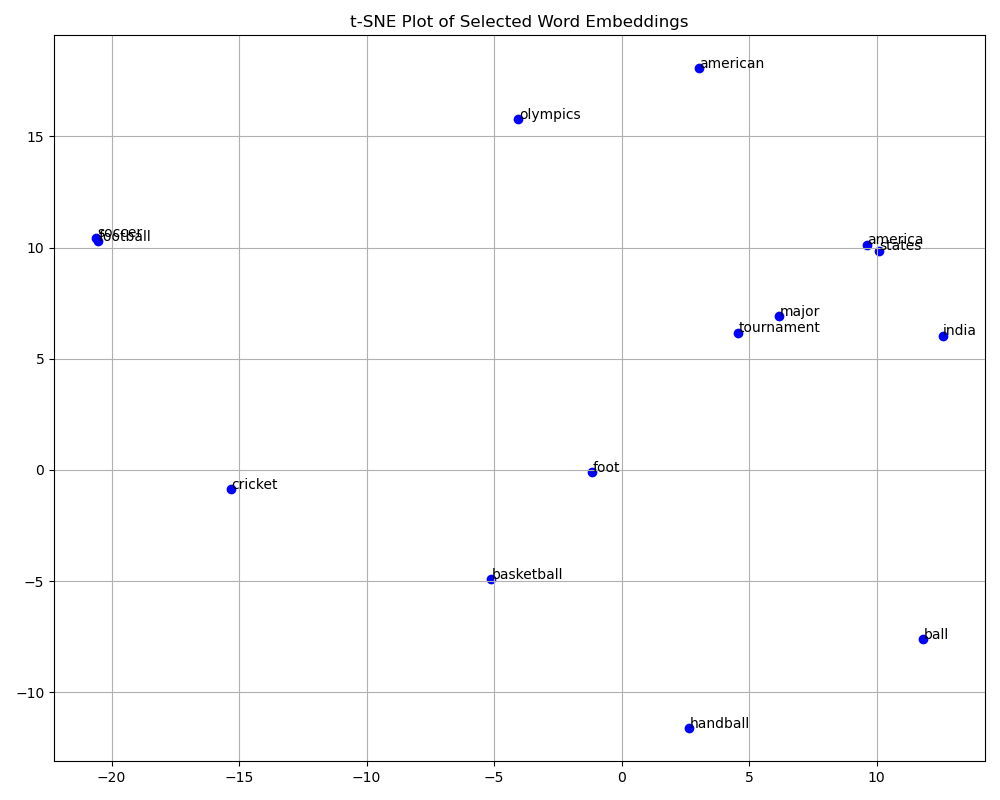 t-SNE Plot of Selected Word Embeddings
american
olympics
15
soccer
football
10
america
states
major
tournament
india
5
foot
0
cricket
basketball
−5
ball
−10
handball
−20
−15
−10
−5
0
5
10